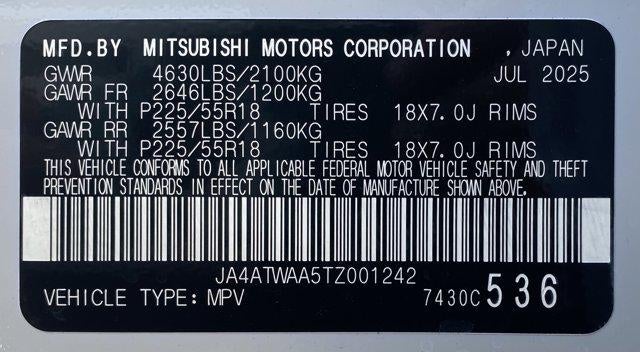 MFD.BY MITSUBISHI MOTORS CORPORATION , JAPAN
GVWR 4630LBS/2100KG JUL 2025
GAWR FR 2646LBS/1200KG
WITH P225/55R18 TIRES 18X7.0J RIMS
GAWR RR 2557LBS/1160KG
WITH P225/55R18 TIRES 18X7.0J RIMS
THIS VEHICLE CONFORMS TO ALL APPLICABLE FEDERAL MOTOR VEHICLE SAFETY AND THEFT
PREVENTION STANDARDS IN EFFECT ON THE DATE OF MANUFACTURE SHOWN ABOVE.
JA4ATWAA5TZ001242
VEHICLE TYPE: MPV 7430C 536